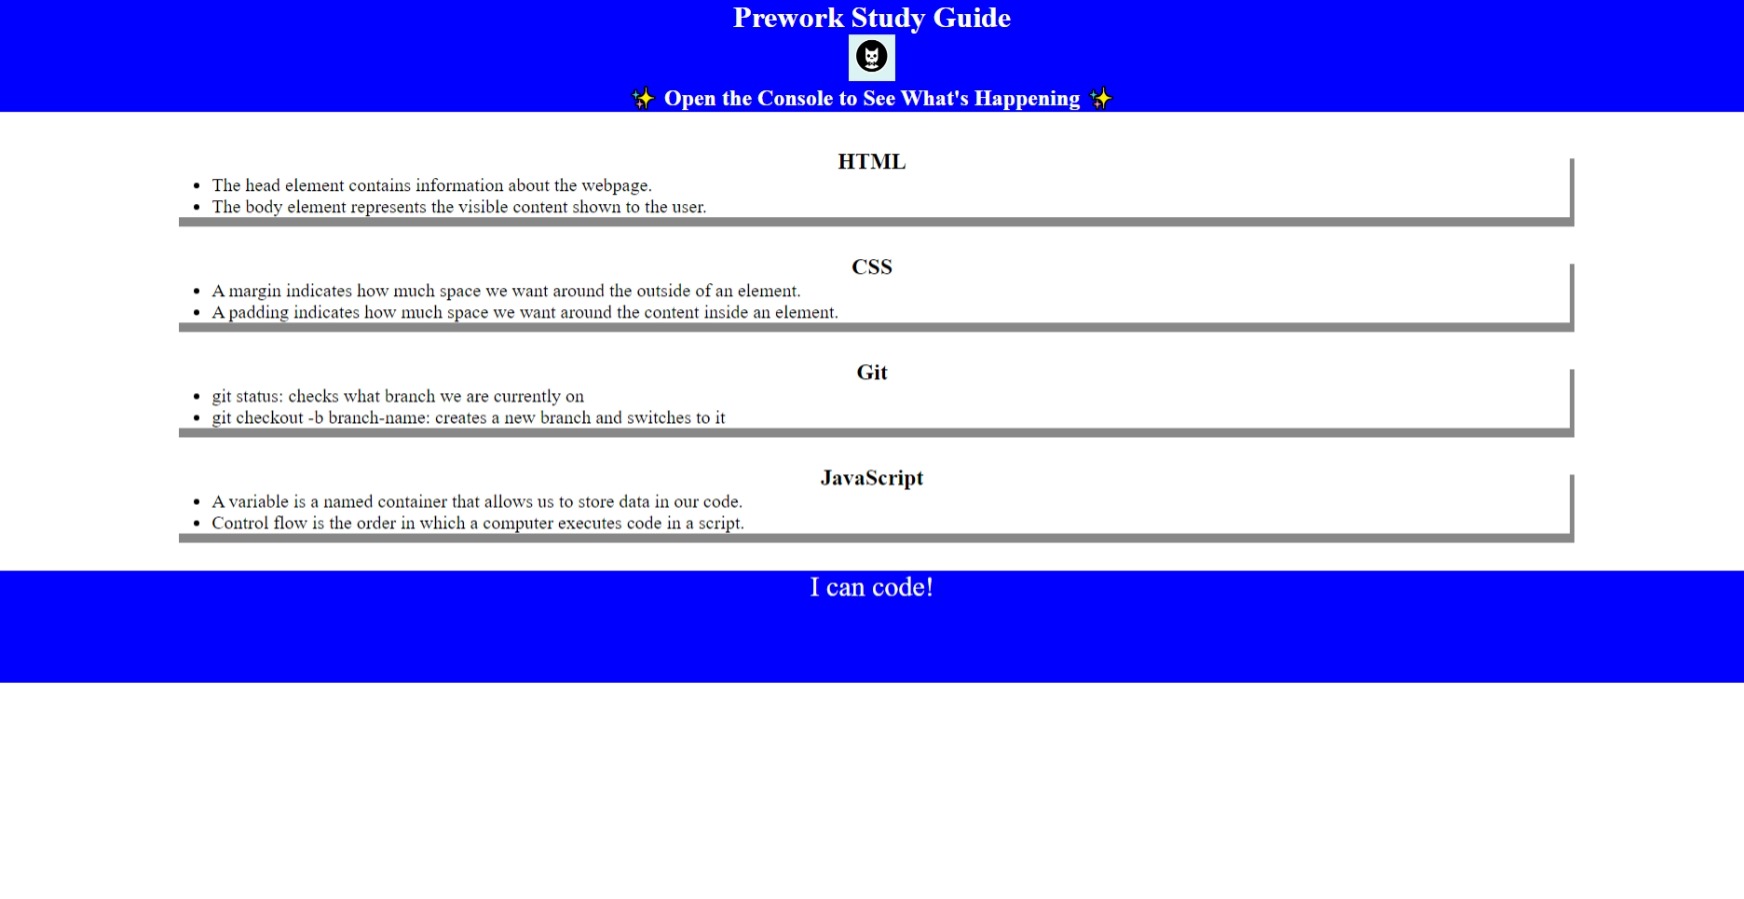 Prework Study Guide
✨ Open the Console to See What's Happening ✨
HTML
• The head element contains information about the webpage.
• The body element represents the visible content shown to the user.
CSS
• A margin indicates how much space we want around the outside of an element.
• A padding indicates how much space we want around the content inside an element.
Git
• git status: checks what branch we are currently on
• git checkout -b branch-name: creates a new branch and switches to it
JavaScript
• A variable is a named container that allows us to store data in our code.
• Control flow is the order in which a computer executes code in a script.
I can code!